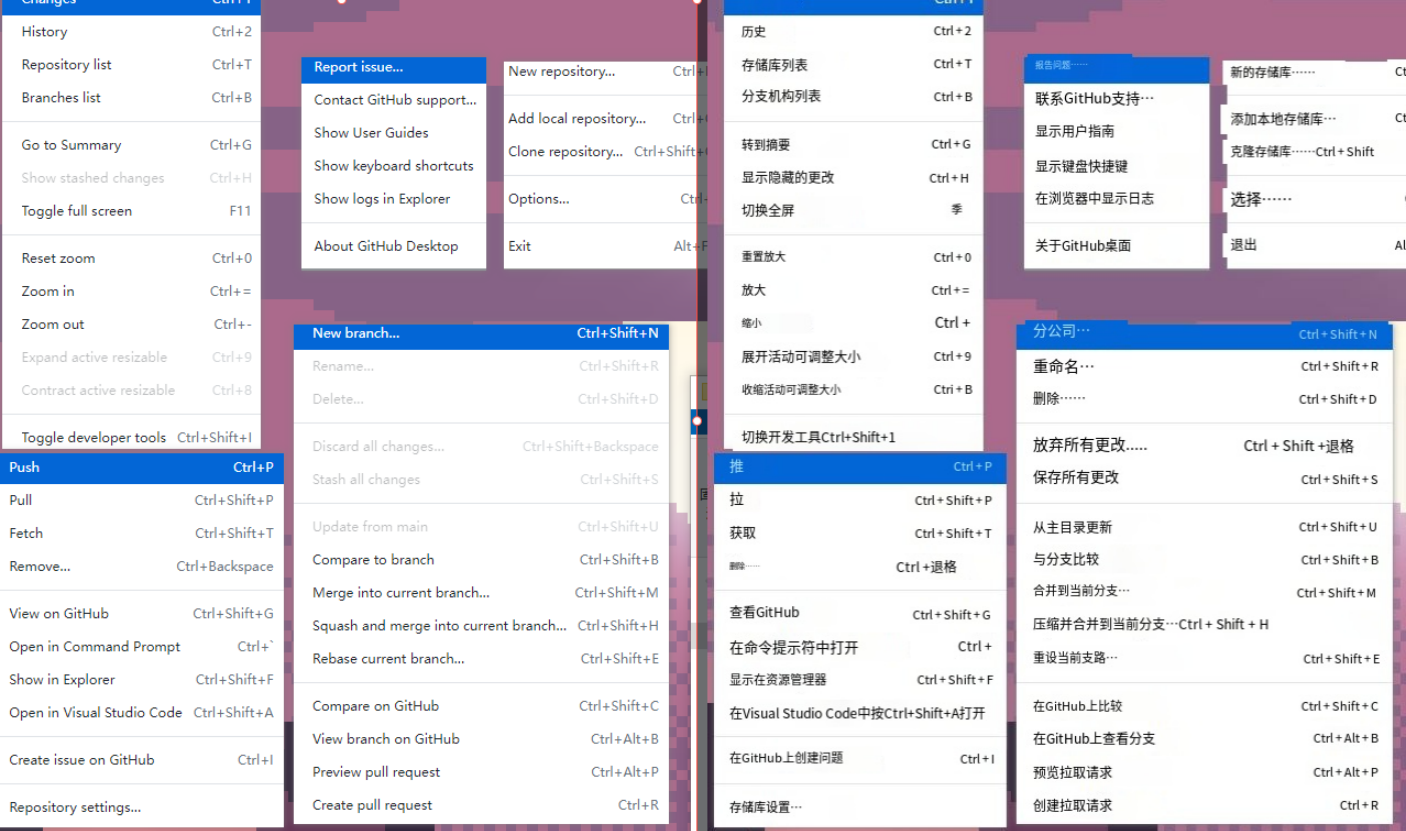 Changes Ctrl+1
History Ctrl+2
Repository list Ctrl+T
Branches list Ctrl+B
Go to Summary Ctrl+G
Show stashed changes Ctrl+H
Toggle full screen F11
Reset zoom Ctrl+0
Zoom in Ctrl+=
Zoom out Ctrl+-
Expand active resizable Ctrl+9
Contract active resizable Ctrl+8
Toggle developer tools Ctrl+Shift+I
Report issue...
Contact GitHub support...
Show User Guides
Show keyboard shortcuts
Show logs in Explorer
About GitHub Desktop
New repository... Ctrl+
Add local repository... Ctrl+
Clone repository... Ctrl+Shift+
Options... Ctrl+
Exit Alt+F
Push Ctrl+P
Pull Ctrl+Shift+P
Fetch Ctrl+Shift+T
Remove... Ctrl+Backspace
View on GitHub Ctrl+Shift+G
Open in Command Prompt Ctrl+`
Show in Explorer Ctrl+Shift+F
Open in Visual Studio Code Ctrl+Shift+A
Create issue on GitHub Ctrl+I
Repository settings...
New branch... Ctrl+Shift+N
Rename... Ctrl+Shift+R
Delete... Ctrl+Shift+D
Discard all changes... Ctrl+Shift+Backspace
Stash all changes Ctrl+Shift+S
Update from main Ctrl+Shift+U
Compare to branch Ctrl+Shift+B
Merge into current branch... Ctrl+Shift+M
Squash and merge into current branch... Ctrl+Shift+H
Rebase current branch... Ctrl+Shift+E
Compare on GitHub Ctrl+Shift+C
View branch on GitHub Ctrl+Alt+B
Preview pull request Ctrl+Alt+P
Create pull request Ctrl+R
历史 Ctrl+2
存储库列表 Ctrl+T
分支机构列表 Ctrl+B
转到摘要 Ctrl+G
显示隐藏的更改 Ctrl+H
切换全屏 季
重置放大 Ctrl+0
放大 Ctrl+=
缩小 Ctrl +
展开活动可调整大小 Ctrl+9
收缩活动可调整大小 Ctri+B
切换开发工具Ctrl+Shift+1
报告问题……
联系GitHub支持…
显示用户指南
显示键盘快捷键
在浏览器中显示日志
关于GitHub桌面
新的存储库……
添加本地存储库…
克隆存储库……Ctrl+Shift
选择……
退出
推 Ctrl+P
拉 Ctrl+Shift+P
获取 Ctrl+Shift+T
删除…… Ctrl +退格
查看GitHub Ctrl+Shift+G
在命令提示符中打开 Ctrl +
显示在资源管理器 Ctrl+Shift+F
在Visual Studio Code中按Ctrl+Shift+A打开
在GitHub上创建问题 Ctrl+I
存储库设置…
分公司… Ctrl+Shift+N
重命名… Ctrl+Shift+R
删除…… Ctrl+Shift+D
放弃所有更改..... Ctrl + Shift +退格
保存所有更改 Ctrl+Shift+S
从主目录更新 Ctrl+Shift+U
与分支比较 Ctrl+Shift+B
合并到当前分支… Ctrl+Shift+M
压缩并合并到当前分支…Ctrl + Shift + H
重设当前支路… Ctrl+Shift+E
在GitHub上比较 Ctrl+Shift+C
在GitHub上查看分支 Ctrl+Alt+B
预览拉取请求 Ctrl+Alt+P
创建拉取请求 Ctrl+R